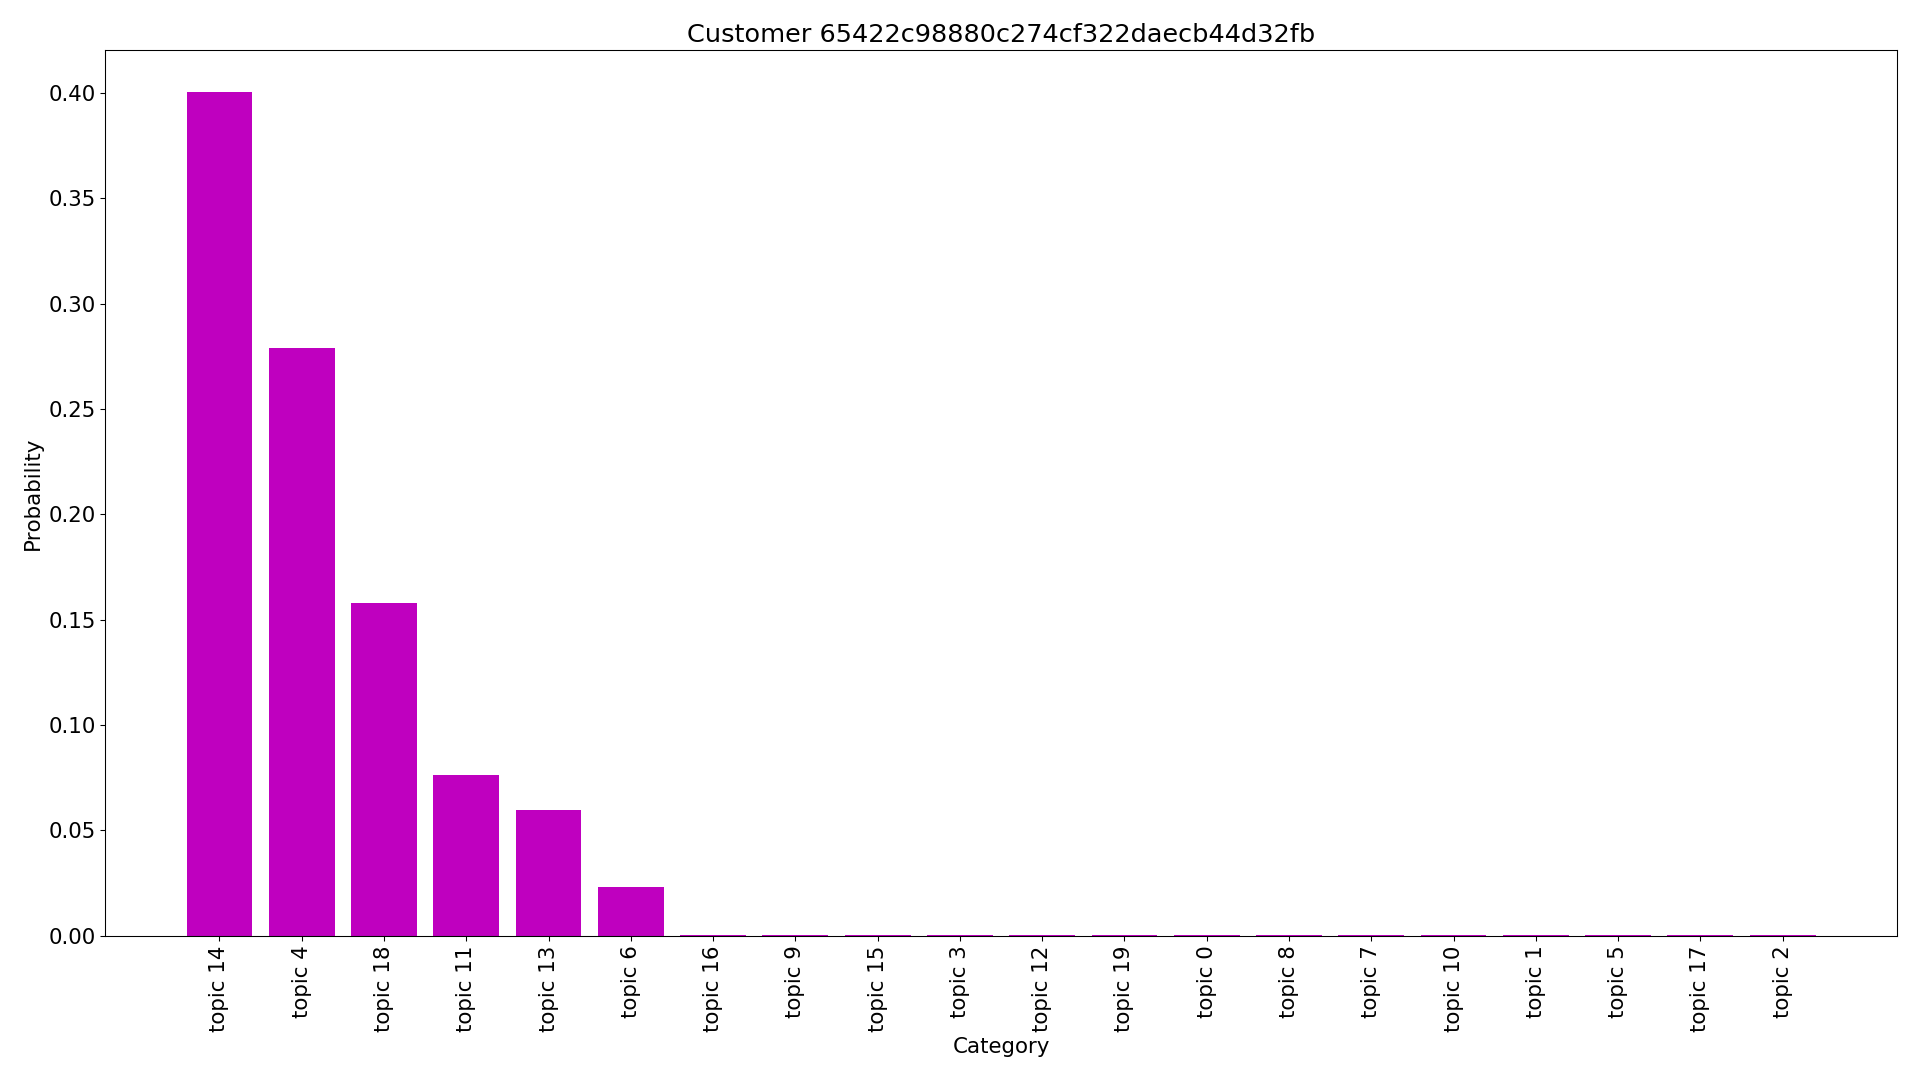 Customer 65422c98880c274cf322daecb44d32fb
Probability
0.40
0.35
0.30
0.25
0.20
0.15
0.10
0.05
0.00
topic 14
topic 4
topic 18
topic 11
topic 13
topic 6
topic 16
topic 9
topic 15
topic 3
topic 12
topic 19
topic 0
topic 8
topic 7
topic 10
topic 1
topic 5
topic 17
topic 2
Category